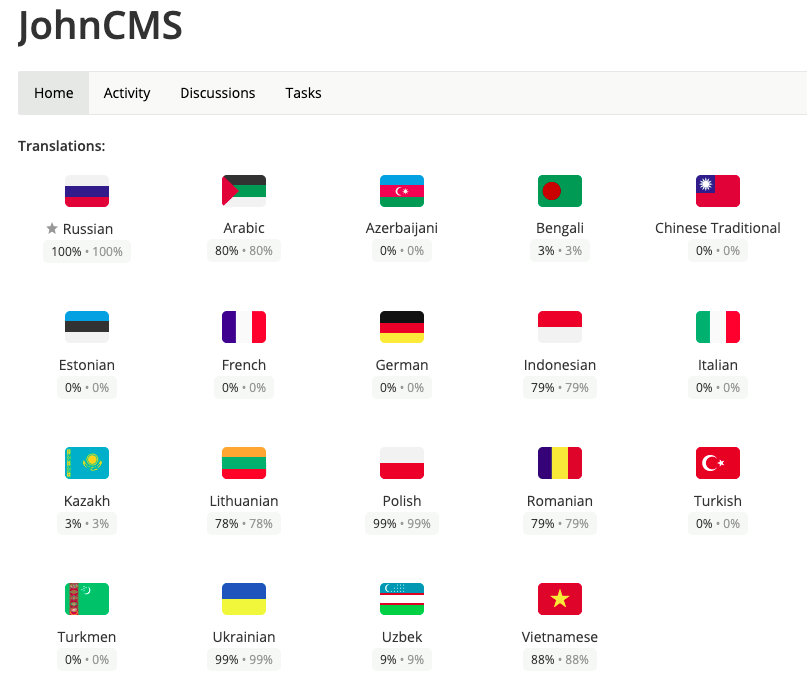 JohnCMS
Home Activity Discussions Tasks
Translations:
Russian Arabic Azerbaijani Bengali Chinese Traditional
100% • 100% 80% • 80% 0% • 0% 3% • 3% 0% • 0%
Estonian French German Indonesian Italian
0% • 0% 0% • 0% 0% • 0% 79% • 79% 0% • 0%
Kazakh Lithuanian Polish Romanian Turkish
3% • 3% 78% • 78% 99% • 99% 79% • 79% 0% • 0%
Turkmen Ukrainian Uzbek Vietnamese
0% • 0% 99% • 99% 9% • 9% 88% • 88%